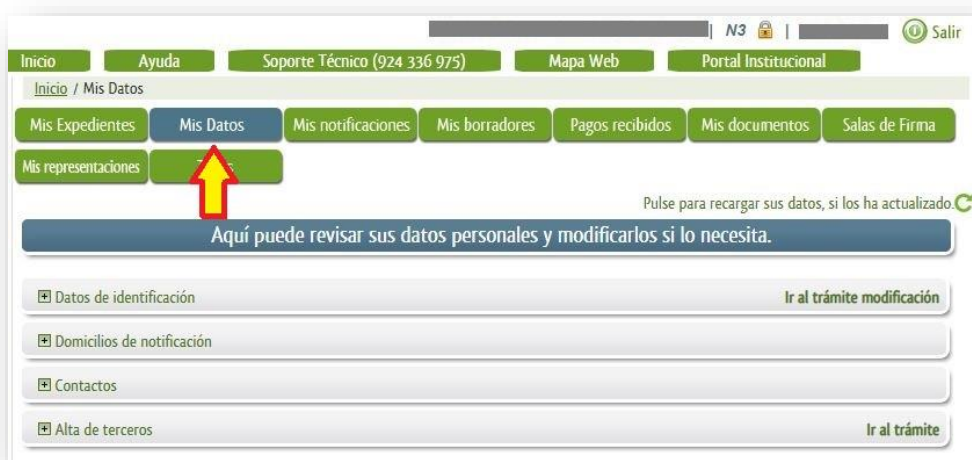 | N3 | Salir
Inicio Ayuda Soporte Técnico (924 336 975) Mapa Web Portal Institucional
Inicio / Mis Datos
Mis Expedientes Mis Datos Mis notificaciones Mis borradores Pagos recibidos Mis documentos Salas de Firma
Mis representaciones
Pulse para recargar sus datos, si los ha actualizado.
Aquí puede revisar sus datos personales y modificarlos si lo necesita.
Datos de identificación Ir al trámite modificación
Domicilios de notificación
Contactos
Alta de terceros Ir al trámite